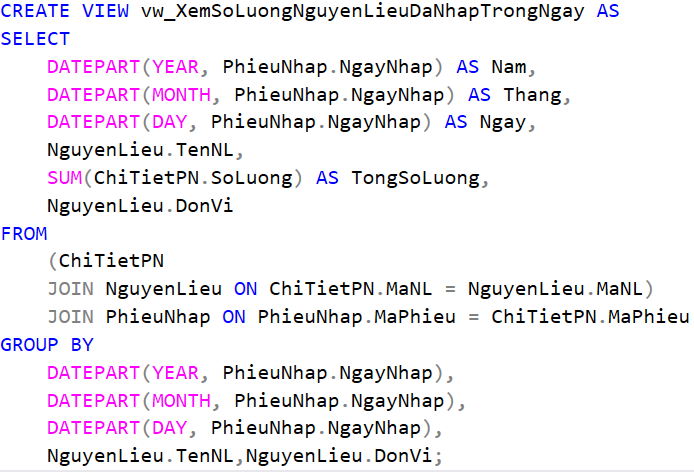 CREATE VIEW vw_XemSoLuongNguyenLieuDaNhapTrongNgay AS
SELECT
    DATEPART(YEAR, PhieuNhap.NgayNhap) AS Nam,
    DATEPART(MONTH, PhieuNhap.NgayNhap) AS Thang,
    DATEPART(DAY, PhieuNhap.NgayNhap) AS Ngay,
    NguyenLieu.TenNL,
    SUM(ChiTietPN.SoLuong) AS TongSoLuong,
    NguyenLieu.DonVi
FROM
    (ChiTietPN
    JOIN NguyenLieu ON ChiTietPN.MaNL = NguyenLieu.MaNL)
    JOIN PhieuNhap ON PhieuNhap.MaPhieu = ChiTietPN.MaPhieu
GROUP BY
    DATEPART(YEAR, PhieuNhap.NgayNhap),
    DATEPART(MONTH, PhieuNhap.NgayNhap),
    DATEPART(DAY, PhieuNhap.NgayNhap),
    NguyenLieu.TenNL,NguyenLieu.DonVi;